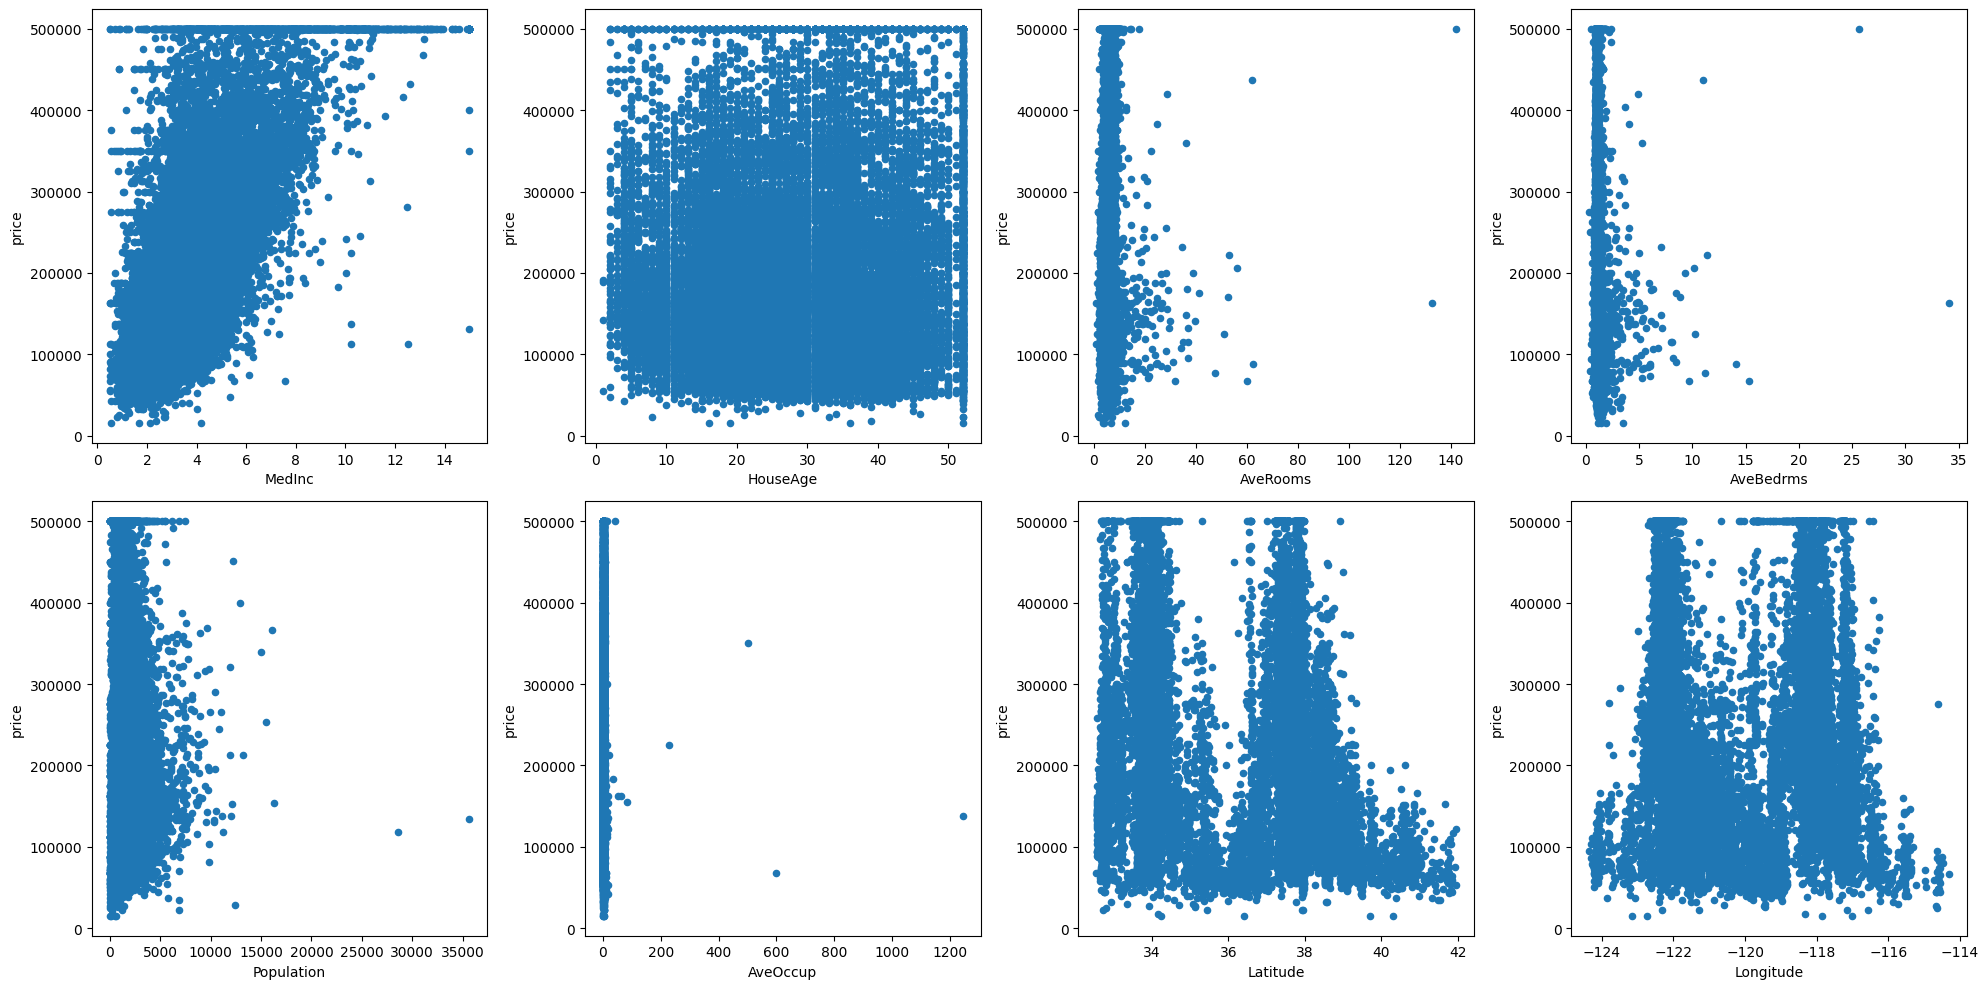 500000
400000
300000
200000
100000
0
price
0 2 4 6 8 10 12 14
MedInc
500000
400000
300000
200000
100000
0
price
0 10 20 30 40 50
HouseAge
500000
400000
300000
200000
100000
0
price
0 20 40 60 80 100 120 140
AveRooms
500000
400000
300000
200000
100000
0
price
0 5 10 15 20 25 30 35
AveBedrms
500000
400000
300000
200000
100000
0
price
0 5000 10000 15000 20000 25000 30000 35000
Population
500000
400000
300000
200000
100000
0
price
0 200 400 600 800 1000 1200
AveOccup
500000
400000
300000
200000
100000
0
price
34 36 38 40 42
Latitude
500000
400000
300000
200000
100000
0
price
−124 −122 −120 −118 −116 −114
Longitude